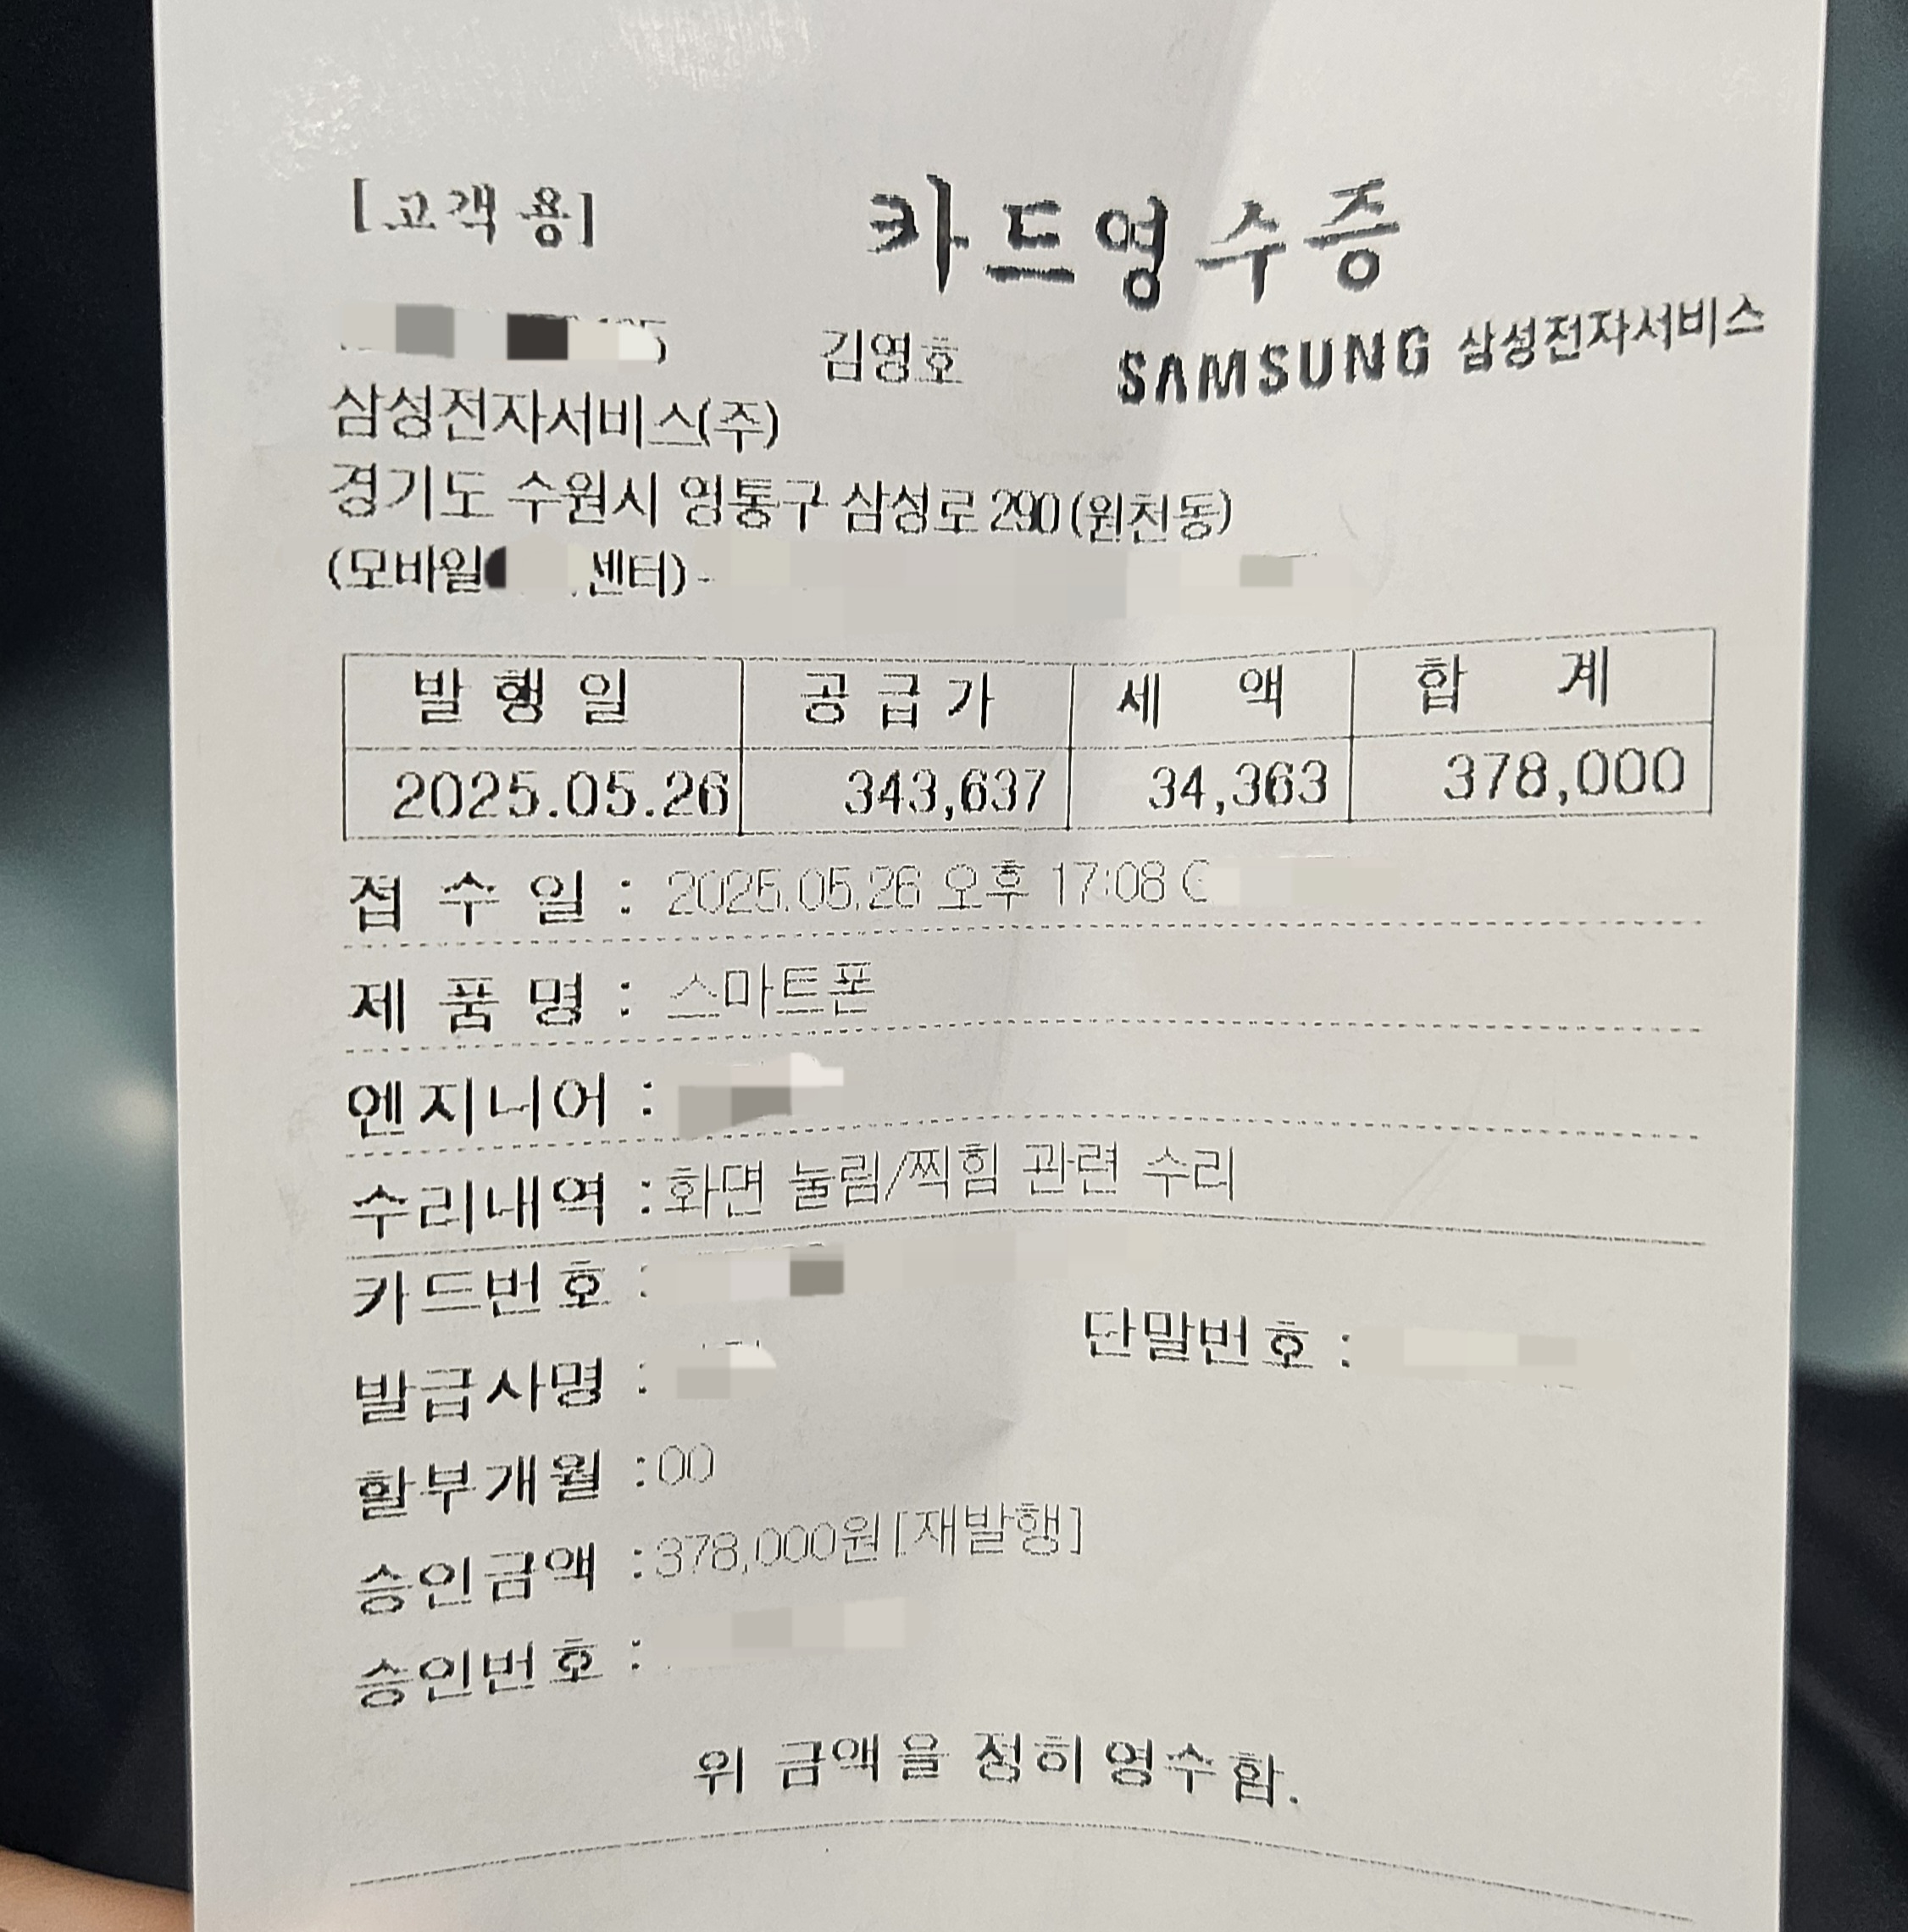 [고객용]
카드영수증
김영호
SAMSUNG 삼성전자서비스
삼성전자서비스(주)
경기도 수원시 영통구 삼성로 290 (원천동)
(모바일 센터) -
발행일 공급가 세액 합계
2025.05.26 343,637 34,363 378,000
접수일 : 2025.05.26 오후 17:08
제품명 : 스마트폰
엔지니어 :
수리내역 : 화면 눌림/찍힘 관련 수리
카드번호 :
단말번호 :
발급사명 :
할부개월 : 00
승인금액 : 378,000원[재발행]
승인번호 :
위 금액을 정히 영수함.